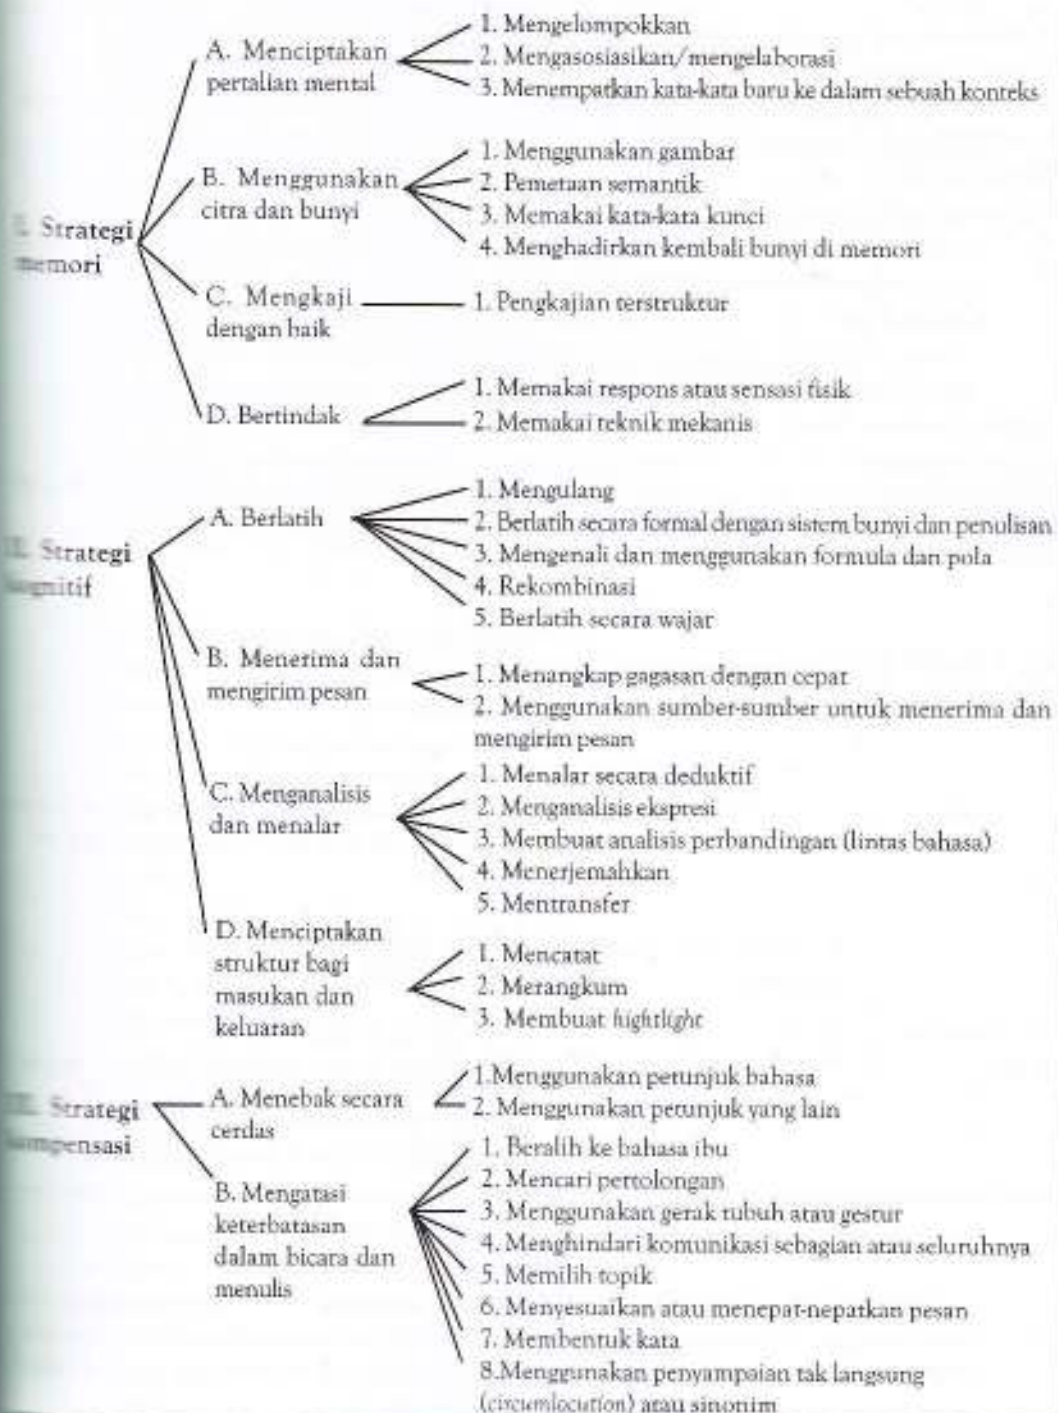 I. Strategi
memori
A. Menciptakan
pertalian mental
1. Mengelompokkan
2. Mengasosiasikan/mengelaborasi
3. Menempatkan kata-kata baru ke dalam sebuah konteks
B. Menggunakan
citra dan bunyi
1. Menggunakan gambar
2. Pemetaan semantik
3. Memakai kata-kata kunci
4. Menghadirkan kembali bunyi di memori
C. Mengkaji
dengan baik
1. Pengkajian terstruktur
D. Bertindak
1. Memakai respons atau sensasi fisik
2. Memakai teknik mekanis
II. Strategi
kognitif
A. Berlatih
1. Mengulang
2. Berlatih secara formal dengan sistem bunyi dan penulisan
3. Mengenali dan menggunakan formula dan pola
4. Rekombinasi
5. Berlatih secara wajar
B. Menerima dan
mengirim pesan
1. Menangkap gagasan dengan cepat
2. Menggunakan sumber-sumber untuk menerima dan
mengirim pesan
C. Menganalisis
dan menalar
1. Menalar secara deduktif
2. Menganalisis ekspresi
3. Membuat analisis perbandingan (lintas bahasa)
4. Menerjemahkan
5. Mentransfer
D. Menciptakan
struktur bagi
masukan dan
keluaran
1. Mencatat
2. Merangkum
3. Membuat hightlight
III. Strategi
kompensasi
A. Menebak secara
cerdas
1.Menggunakan petunjuk bahasa
2. Menggunakan petunjuk yang lain
B. Mengatasi
keterbatasan
dalam bicara dan
menulis
1. Beralih ke bahasa ibu
2. Mencari pertolongan
3. Menggunakan gerak tubuh atau gestur
4. Menghindari komunikasi sebagian atau seluruhnya
5. Memilih topik
6. Menyesuaikan atau menepat-nepatkan pesan
7. Membentuk kata
8.Menggunakan penyampaian tak langsung
(circumlocution) atau sinonim